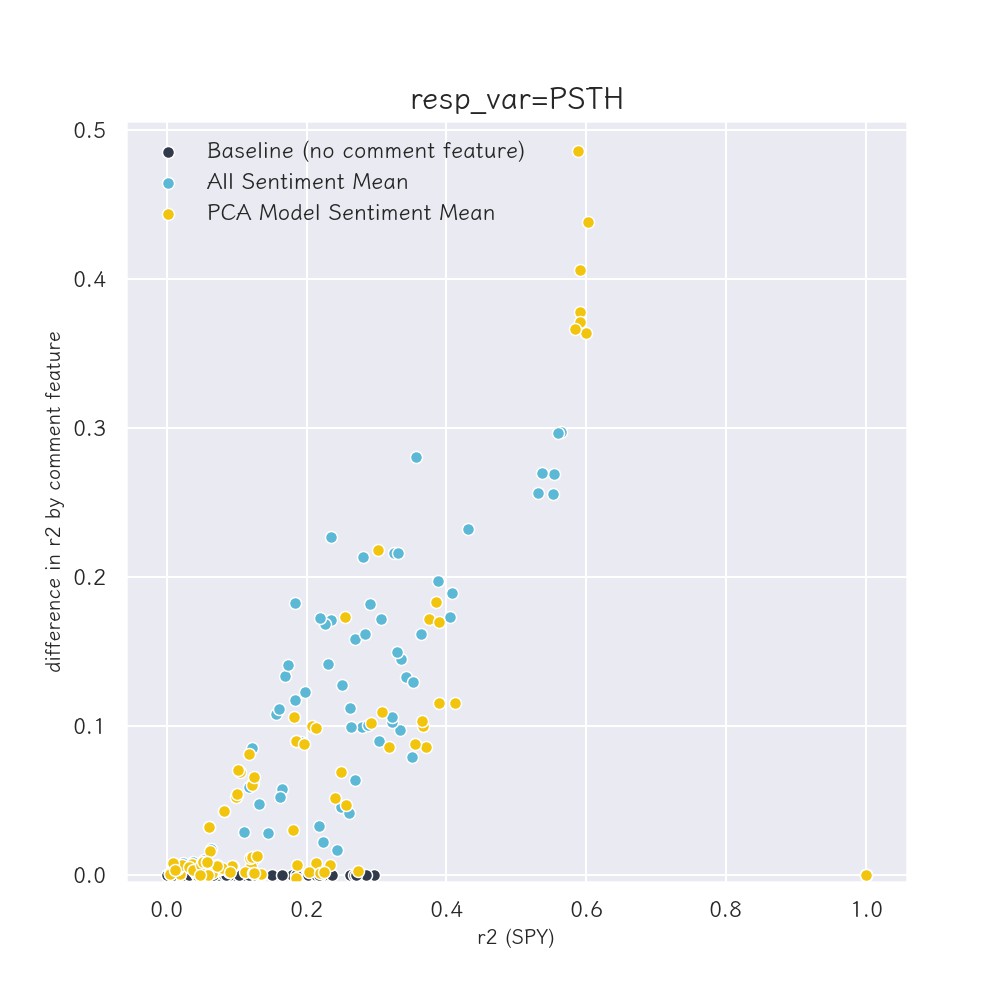 resp_var=PSTH
0.5
0.4
0.3
0.2
0.1
0.0
difference in r2 by comment feature
Baseline (no comment feature)
All Sentiment Mean
PCA Model Sentiment Mean
0.0 0.2 0.4 0.6 0.8 1.0
r2 (SPY)